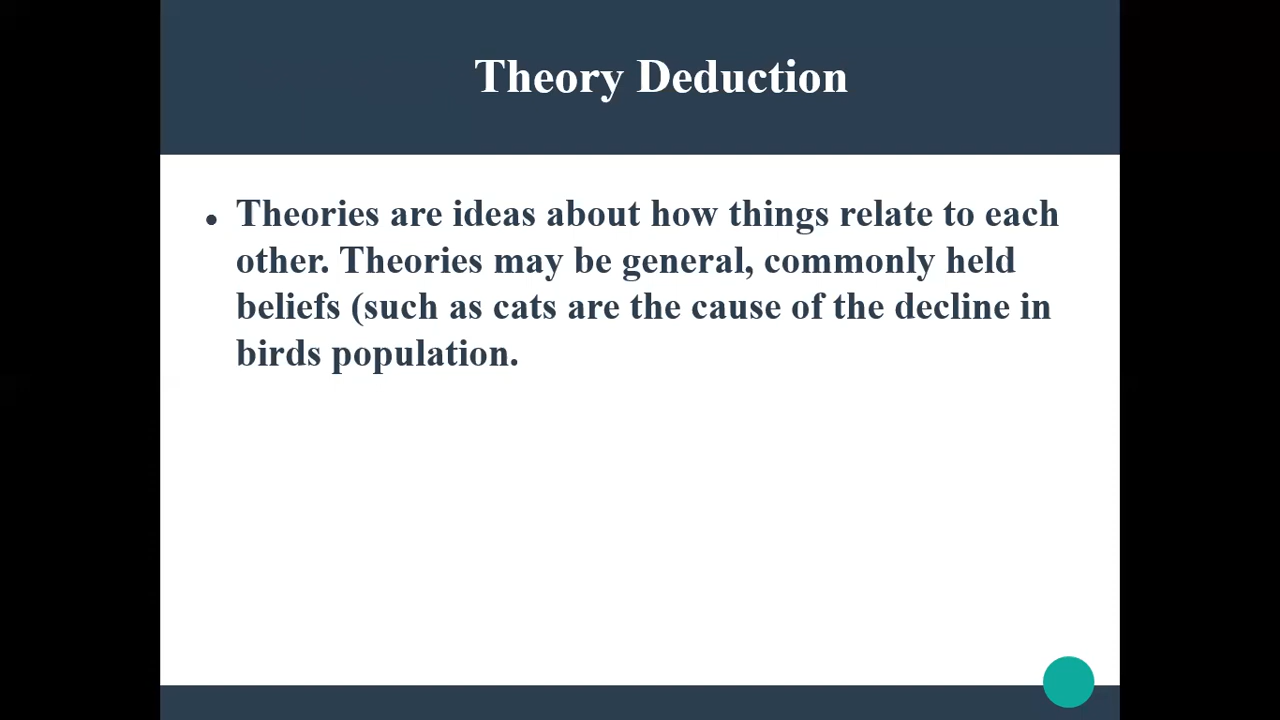 Theory Deduction
• Theories are ideas about how things relate to each
other. Theories may be general, commonly held
beliefs (such as cats are the cause of the decline in
birds population.